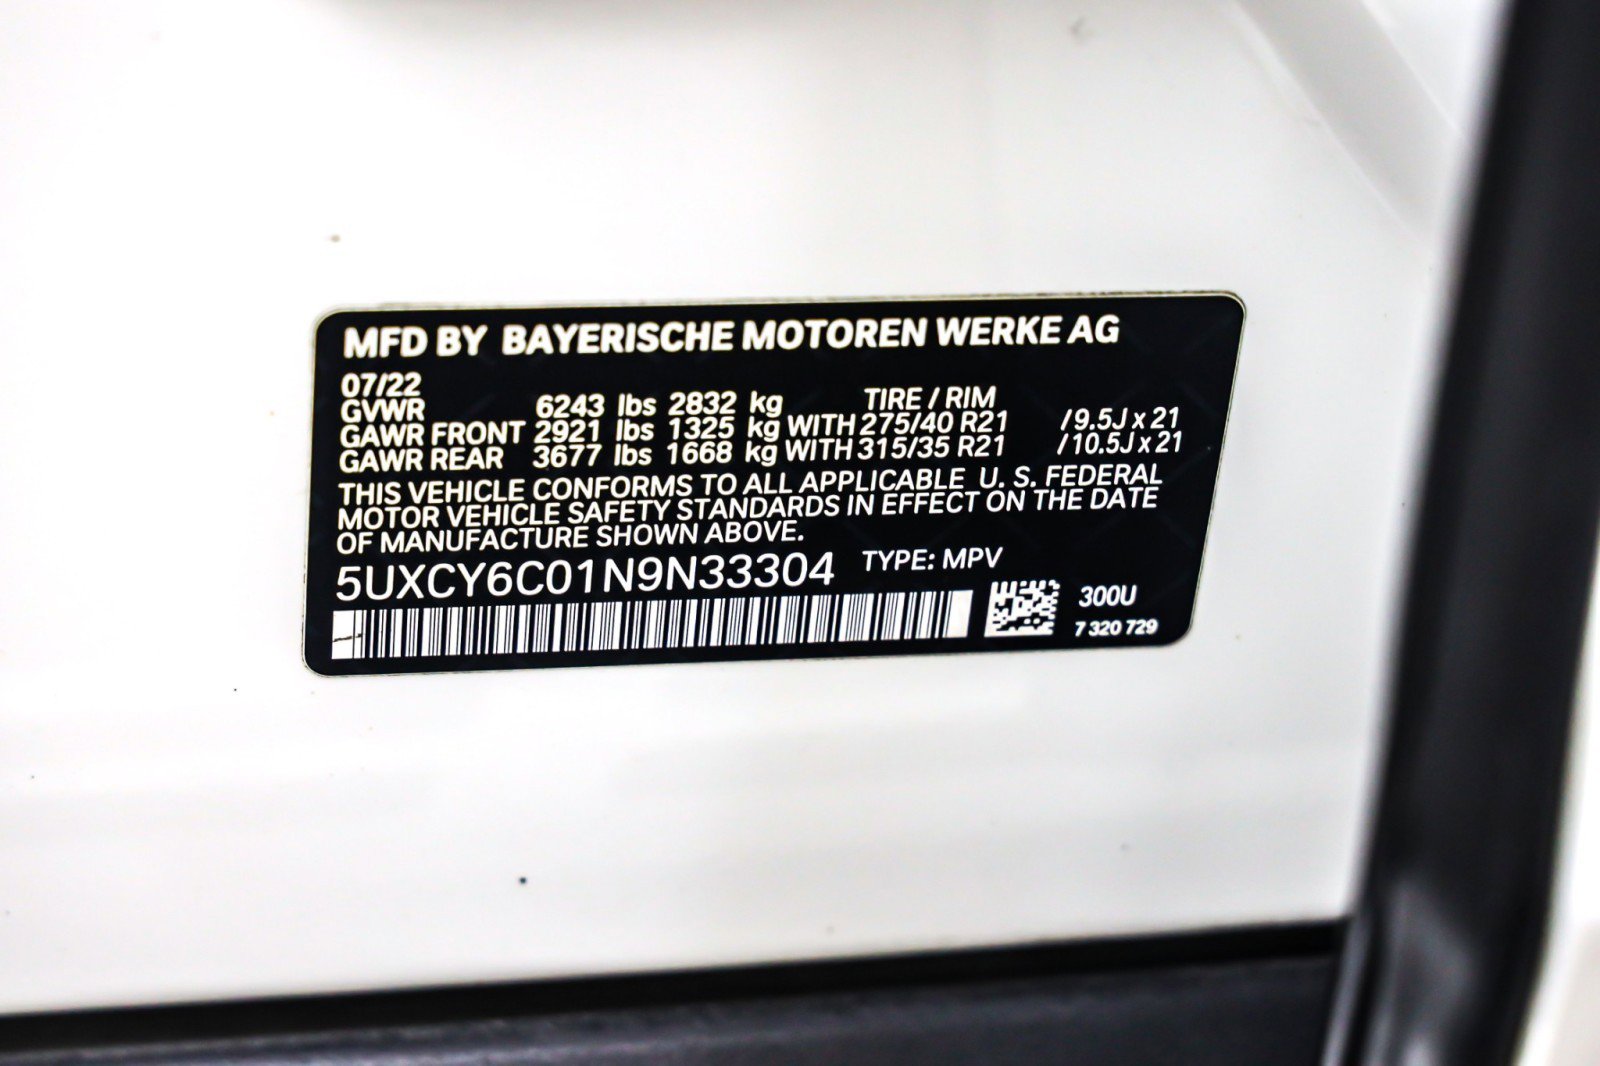 MFD BY BAYERISCHE MOTOREN WERKE AG
07/22 TIRE / RIM
GVWR 6243 lbs 2832 kg
GAWR FRONT 2921 lbs 1325 kg WITH 275/40 R21 / 9.5J x 21
GAWR REAR 3677 lbs 1668 kg WITH 315/35 R21 / 10.5J x 21
THIS VEHICLE CONFORMS TO ALL APPLICABLE U. S. FEDERAL
MOTOR VEHICLE SAFETY STANDARDS IN EFFECT ON THE DATE
OF MANUFACTURE SHOWN ABOVE.
5UXCY6C01N9N33304 TYPE: MPV
300U
7 320 729